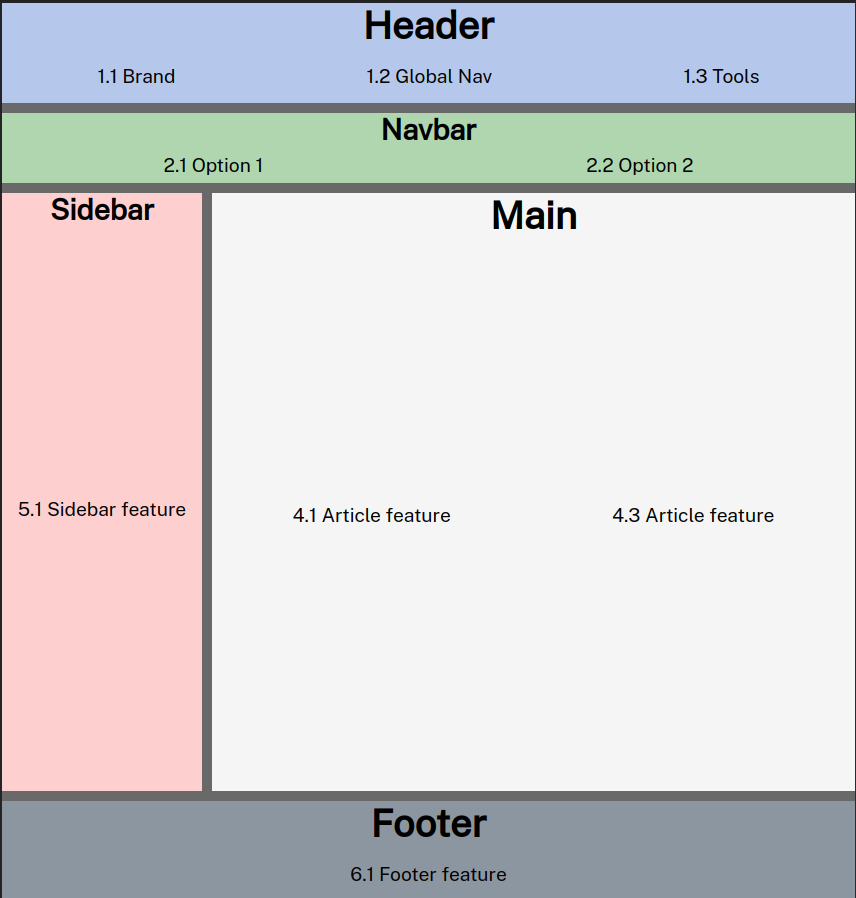 Header
1.1 Brand
1.2 Global Nav
1.3 Tools
Navbar
2.1 Option 1
2.2 Option 2
Sidebar
5.1 Sidebar feature
Main
4.1 Article feature
4.3 Article feature
Footer
6.1 Footer feature